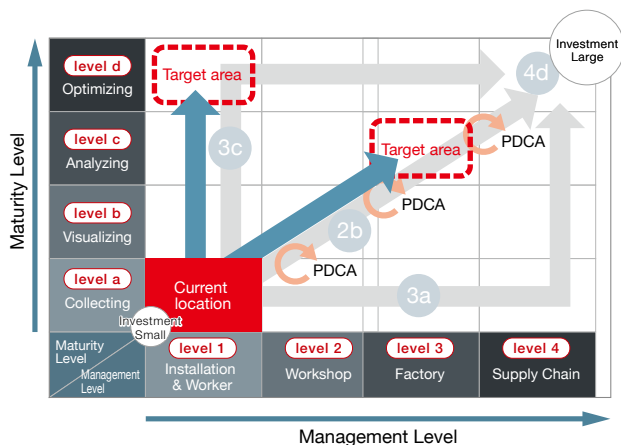 Maturity Level
level d
Optimizing
level c
Analyzing
level b
Visualizing
level a
Collecting
Target area
Target area
Investment
Large
4d
3c
2b
3a
PDCA
PDCA
PDCA
Current
location
Investment
Small
Maturity
Level
Management
Level
level 1
Installation
& Worker
level 2
Workshop
level 3
Factory
level 4
Supply Chain
Management Level